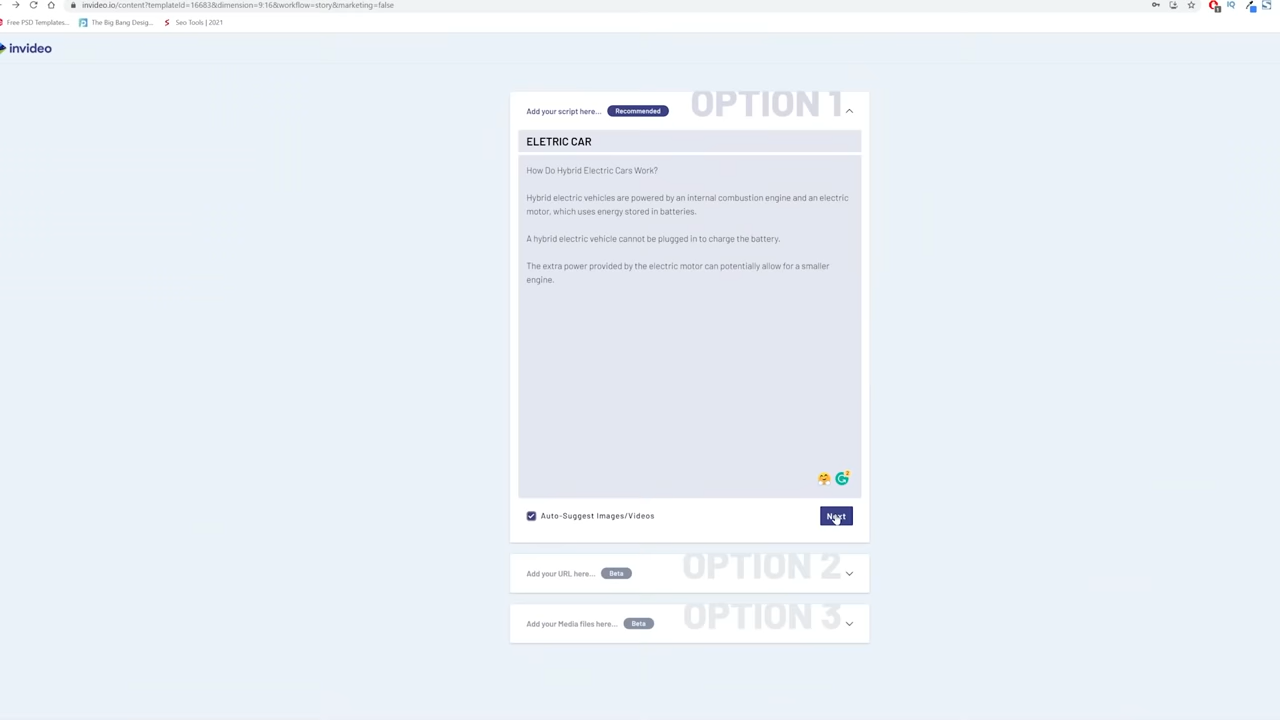 invideo.io/content?templateId=16683&dimension=9:16&workflow=story&marketing=false
Free PSD Templates...
The Big Bang Desig...
Seo Tools | 2021
invideo
Add your script here...
Recommended
OPTION 1
ELETRIC CAR
How Do Hybrid Electric Cars Work?
Hybrid electric vehicles are powered by an internal combustion engine and an electric
motor, which uses energy stored in batteries.
A hybrid electric vehicle cannot be plugged in to charge the battery.
The extra power provided by the electric motor can potentially allow for a smaller
engine.
Auto-Suggest Images/Videos
Next
Add your URL here...
Beta
OPTION 2
Add your Media files here...
Beta
OPTION 3